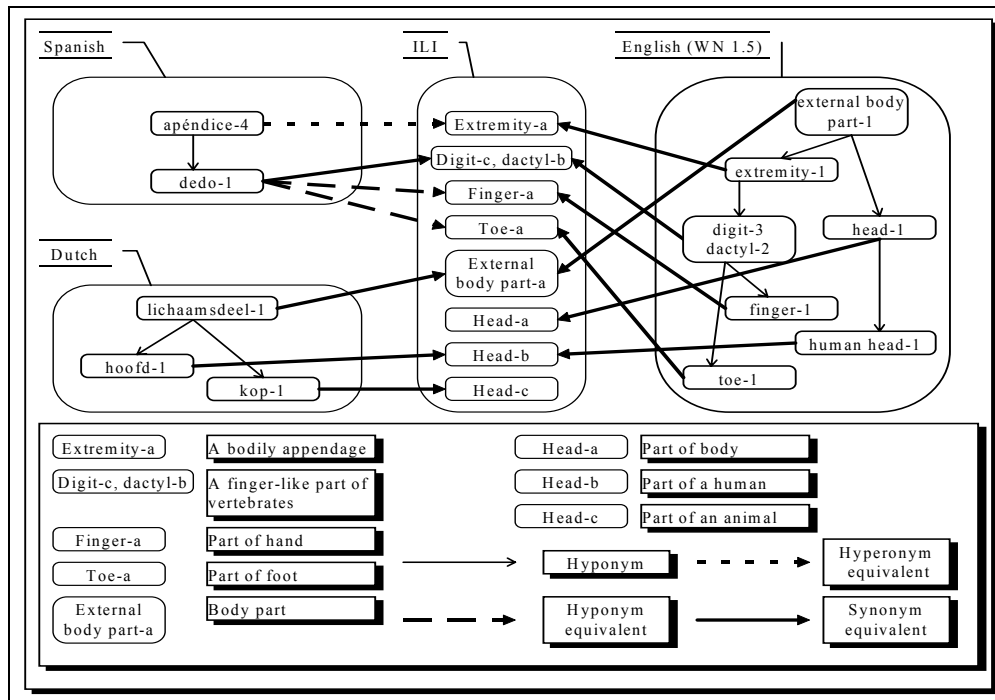 Spanish
ILI
English (WN 1.5)
apéndice-4
dedo-1
Dutch
lichaamsdeel-1
hoofd-1
kop-1
Extremity-a
Digit-c, dactyl-b
Finger-a
Toe-a
External
body part-a
Head-a
Head-b
Head-c
external body
part-1
extremity-1
digit-3
dactyl-2
head-1
finger-1
human head-1
toe-1
Extremity-a
A bodily appendage
Digit-c, dactyl-b
A finger-like part of
vertebrates
Finger-a
Part of hand
Toe-a
Part of foot
External
body part-a
Body part
Head-a
Part of body
Head-b
Part of a human
Head-c
Part of an animal
Hyponym
Hyperonym
equivalent
Hyponym
equivalent
Synonym
equivalent